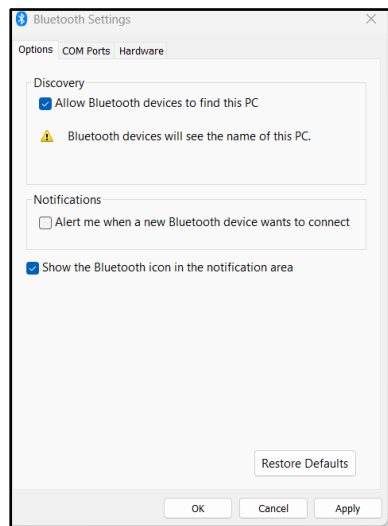 Bluetooth Settings
Options COM Ports Hardware
Discovery
Allow Bluetooth devices to find this PC
Bluetooth devices will see the name of this PC.
Notifications
Alert me when a new Bluetooth device wants to connect
Show the Bluetooth icon in the notification area
Restore Defaults
OK Cancel Apply